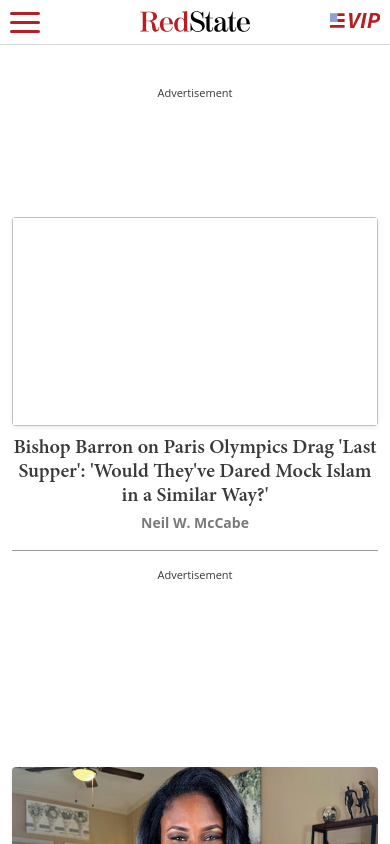 RedState
VIP
Advertisement
Bishop Barron on Paris Olympics Drag 'Last
Supper': 'Would They've Dared Mock Islam
in a Similar Way?'
Neil W. McCabe
Advertisement